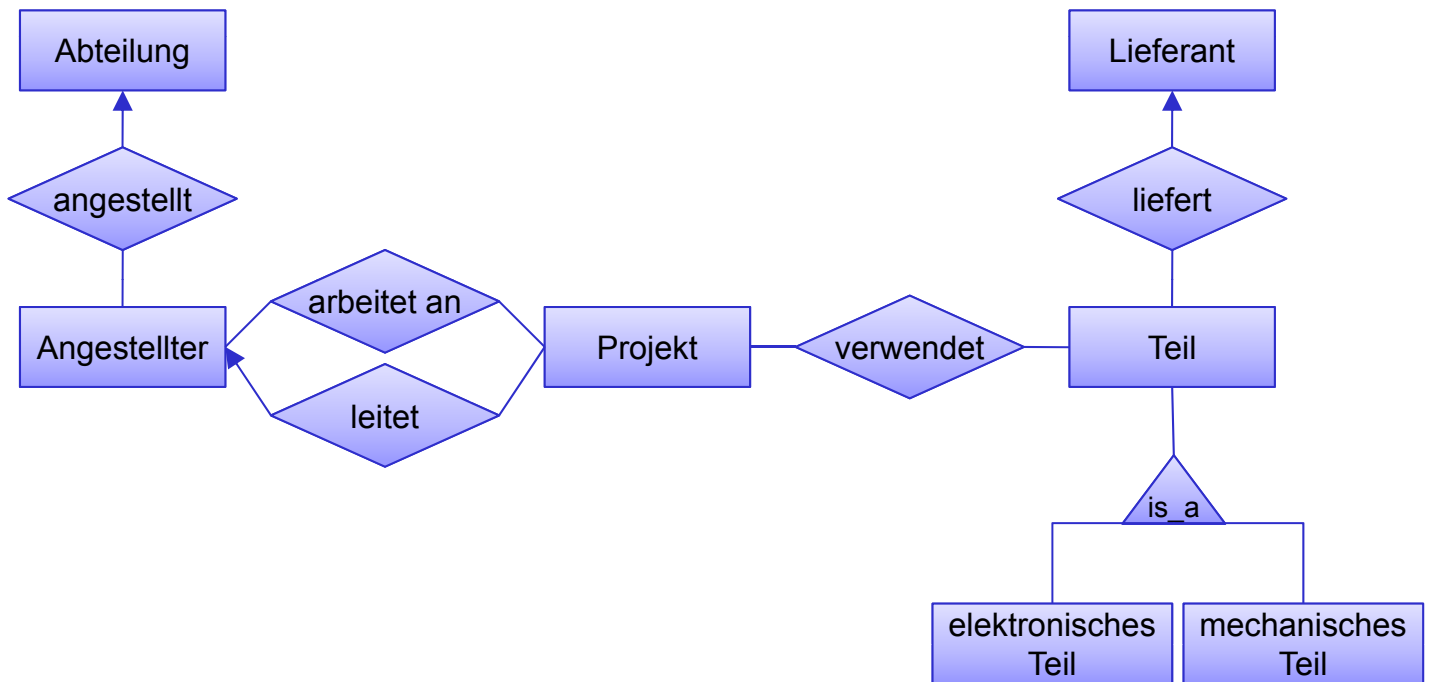 Abteilung
Lieferant
angestellt
liefert
arbeitet an
Angestellter
Projekt
verwendet
Teil
leitet
is_a
elektronisches
Teil
mechanisches
Teil